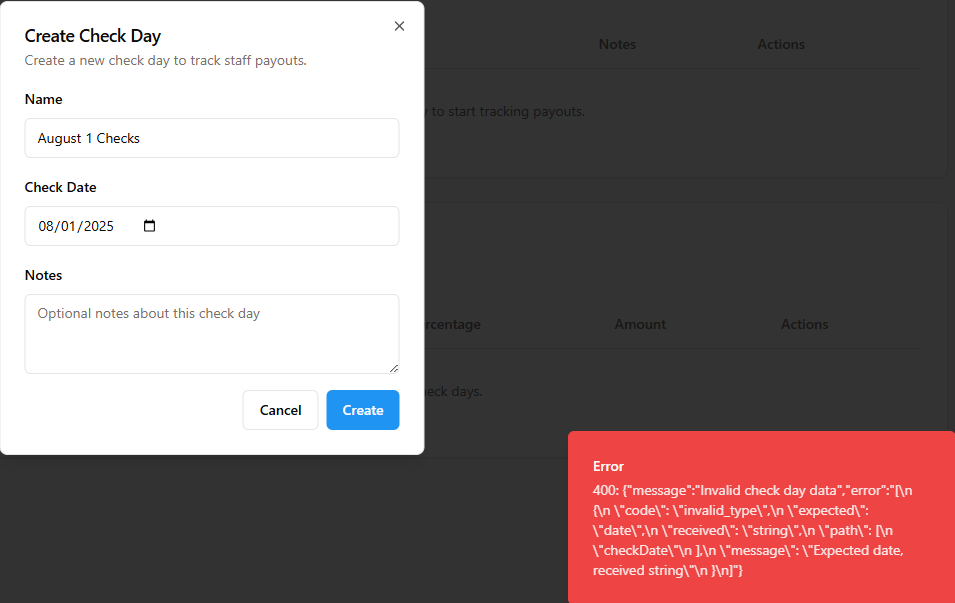 Create Check Day
Create a new check day to track staff payouts.
Name
August 1 Checks
Check Date
08/01/2025
Notes
Optional notes about this check day
Cancel
Create
Notes
Actions
to start tracking payouts.
Amount
Actions
days.
Error
400: {"message":"Invalid check day data","error":"[\n
{\n \"code\": \"invalid_type\",\n \"expected\":
\"date\",\n \"received\": \"string\",\n \"path\": [\n
\"checkDate\"\n ],\n \"message\": \"Expected date,
received string\"\n }\n]"}